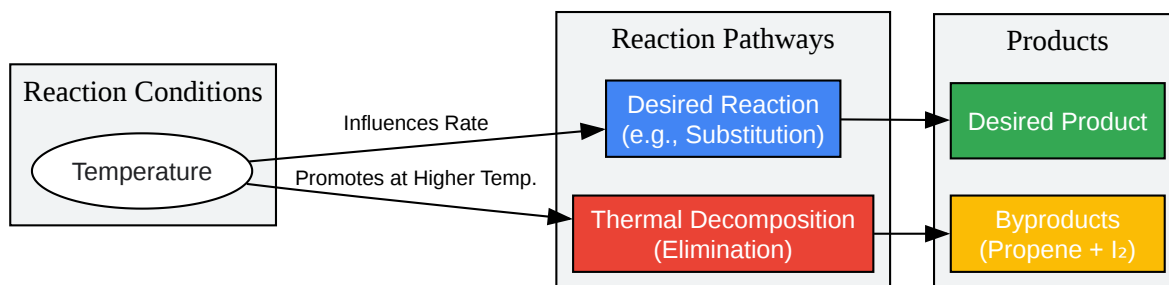 Reaction Conditions
Temperature
Influences Rate
Promotes at Higher Temp.
Reaction Pathways
Desired Reaction
(e.g., Substitution)
Thermal Decomposition
(Elimination)
Products
Desired Product
Byproducts
(Propene + I₂)